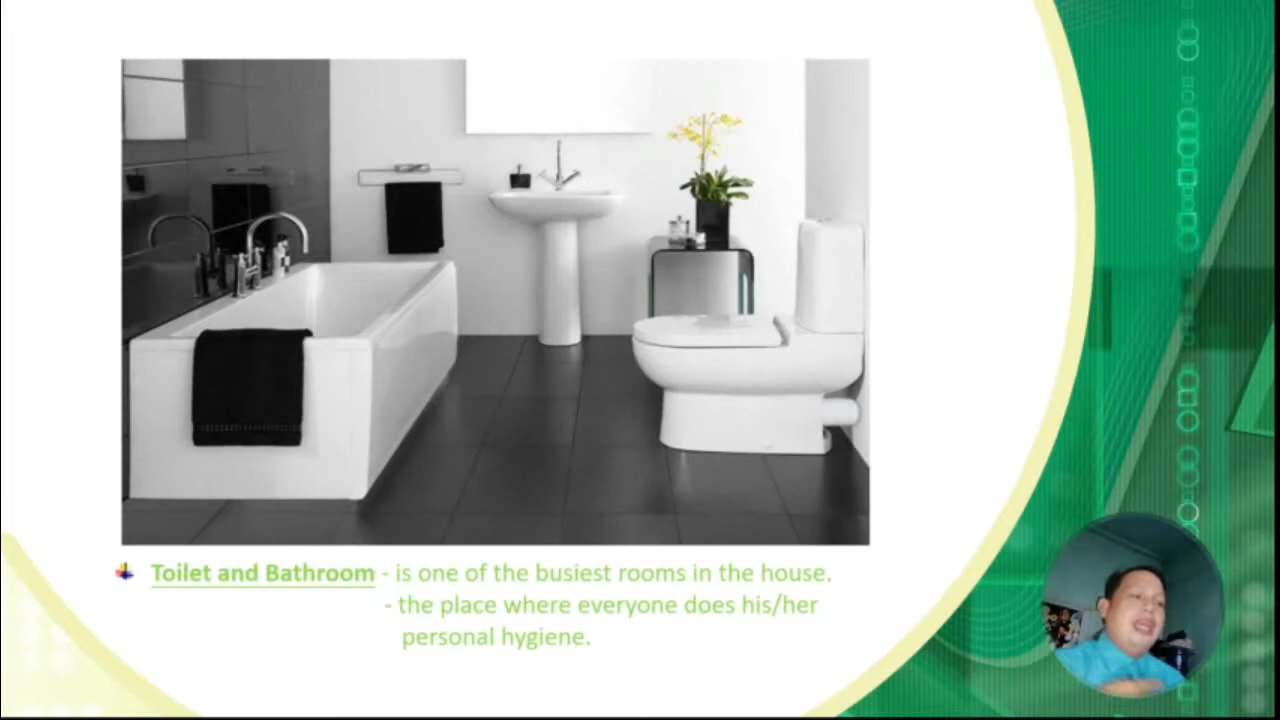 Toilet and Bathroom - is one of the busiest rooms in the house.
- the place where everyone does his/her
personal hygiene.